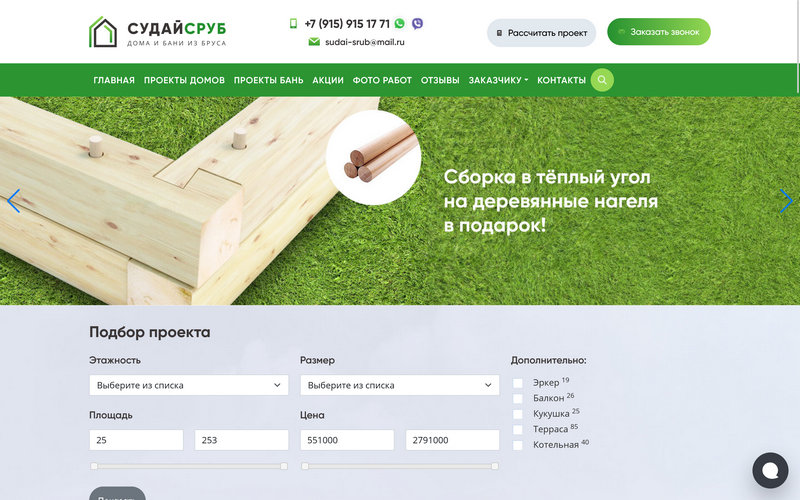 СУДАЙСРУБ
ДОМА И БАНИ ИЗ БРУСА
+7 (915) 915 17 71
sudai-srub@mail.ru
Рассчитать проект
Заказать звонок
ГЛАВНАЯ ПРОЕКТЫ ДОМОВ ПРОЕКТЫ БАНЬ АКЦИИ ФОТО РАБОТ ОТЗЫВЫ ЗАКАЗЧИКУ КОНТАКТЫ
Сборка в тёплый угол
на деревянные нагеля
в подарок!
Подбор проекта
Этажность Размер Дополнительно:
Выберите из списка Выберите из списка
Эркер 19
Балкон 26
Кукушка 25
Терраса 85
Котельная 40
Площадь Цена
25 253 551000 2791000
Показать